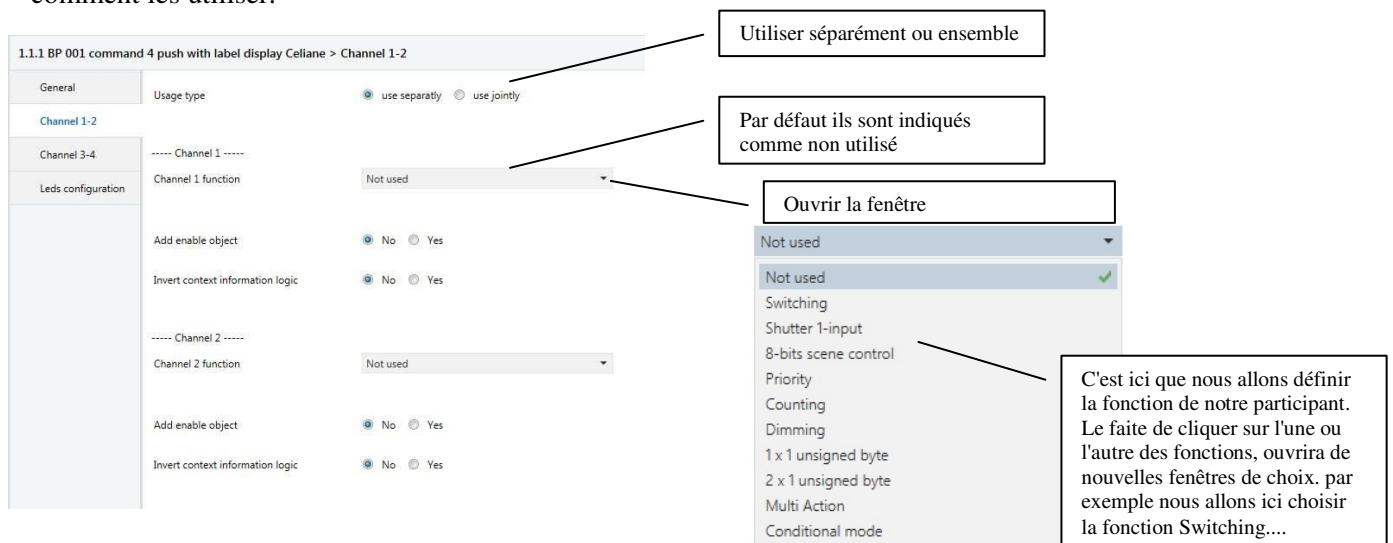 comment les utiliser.
Utiliser séparément ou ensemble
1.1.1 BP 001 command 4 push with label display Celiane > Channel 1-2
General
Channel 1-2
Channel 3-4
Leds configuration
Usage type
use separatly
use jointly
Par défaut ils sont indiqués
comme non utilisé
----- Channel 1 -----
Channel 1 function
Not used
Ouvrir la fenêtre
Add enable object
No
Yes
Invert context information logic
No
Yes
----- Channel 2 -----
Channel 2 function
Not used
Add enable object
No
Yes
Invert context information logic
No
Yes
Not used
Not used
Switching
Shutter 1-input
8-bits scene control
Priority
Counting
Dimming
1 x 1 unsigned byte
2 x 1 unsigned byte
Multi Action
Conditional mode
C'est ici que nous allons définir
la fonction de notre participant.
Le faite de cliquer sur l'une ou
l'autre des fonctions, ouvrira de
nouvelles fenêtres de choix. par
exemple nous allons ici choisir
la fonction Switching....